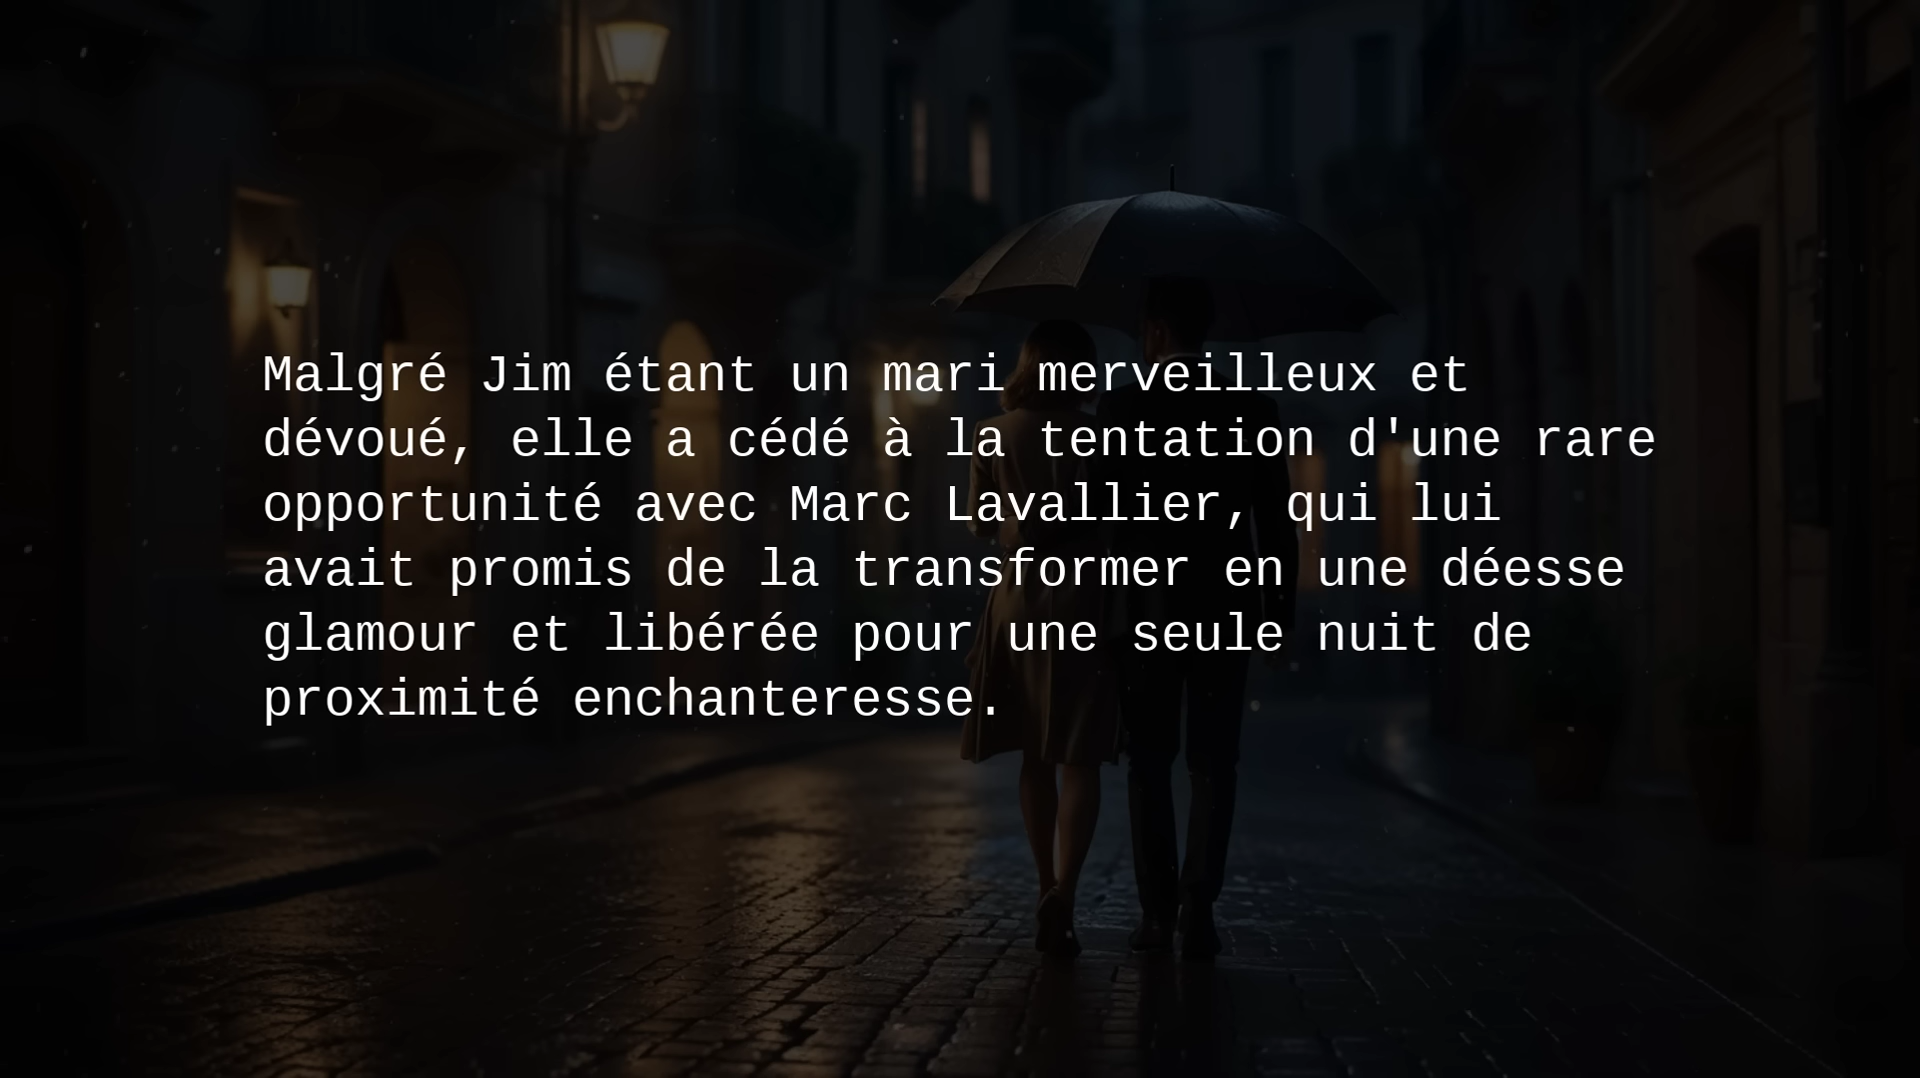 Malgré Jim étant un mari merveilleux et
dévoué, elle a cédé à la tentation d'une rare
opportunité avec Marc Lavallier, qui lui
avait promis de la transformer en une déesse
glamour et libérée pour une seule nuit de
proximité enchanteresse.